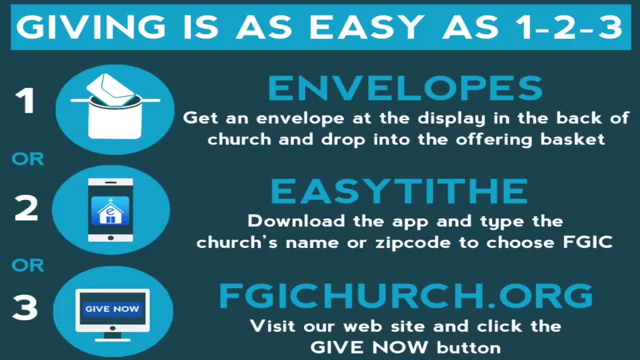 GIVING IS AS EASY AS 1-2-3
1
ENVELOPES
Get an envelope at the display in the back of
church and drop into the offering basket
OR
2
e
EASYTITHE
Download the app and type the
church's name or zipcode to choose FGIC
OR
3
GIVE NOW
FGICHURCH.ORG
Visit our web site and click the
GIVE NOW button